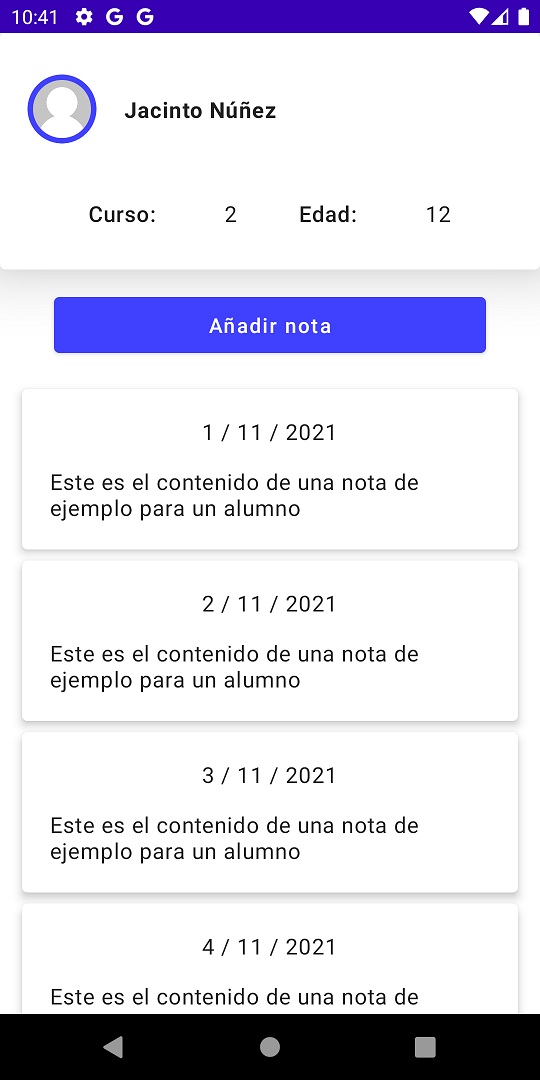 10:41
Jacinto Núñez
Curso: 2 Edad: 12
Añadir nota
1 / 11 / 2021
Este es el contenido de una nota de
ejemplo para un alumno
2 / 11 / 2021
Este es el contenido de una nota de
ejemplo para un alumno
3 / 11 / 2021
Este es el contenido de una nota de
ejemplo para un alumno
4 / 11 / 2021
Este es el contenido de una nota de